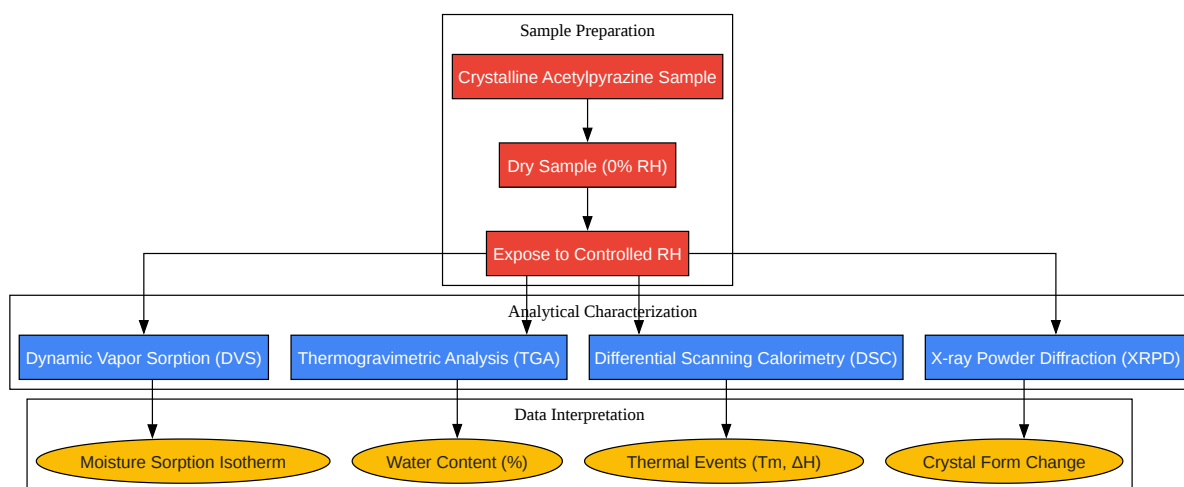 Sample Preparation
Crystalline Acetylpyrazine Sample
Dry Sample (0% RH)
Expose to Controlled RH
Analytical Characterization
Dynamic Vapor Sorption (DVS)
Thermogravimetric Analysis (TGA)
Differential Scanning Calorimetry (DSC)
X-ray Powder Diffraction (XRPD)
Data Interpretation
Moisture Sorption Isotherm
Water Content (%)
Thermal Events (Tm, ΔH)
Crystal Form Change